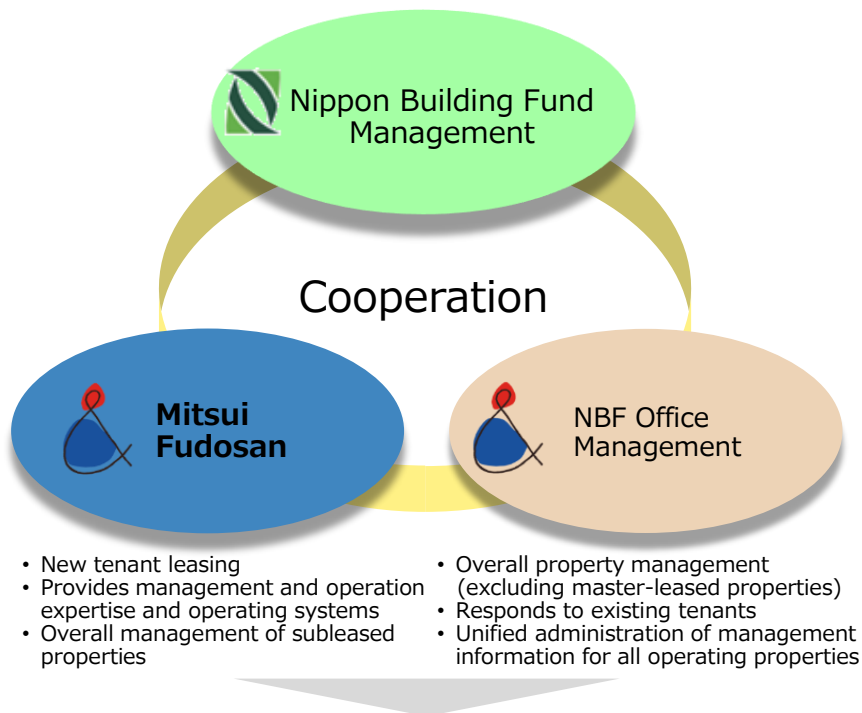 Nippon Building Fund
Management
Cooperation
Mitsui
Fudosan
NBF Office
Management
• New tenant leasing
• Provides management and operation
expertise and operating systems
• Overall management of subleased
properties
• Overall property management
(excluding master-leased properties)
• Responds to existing tenants
• Unified administration of management
information for all operating properties